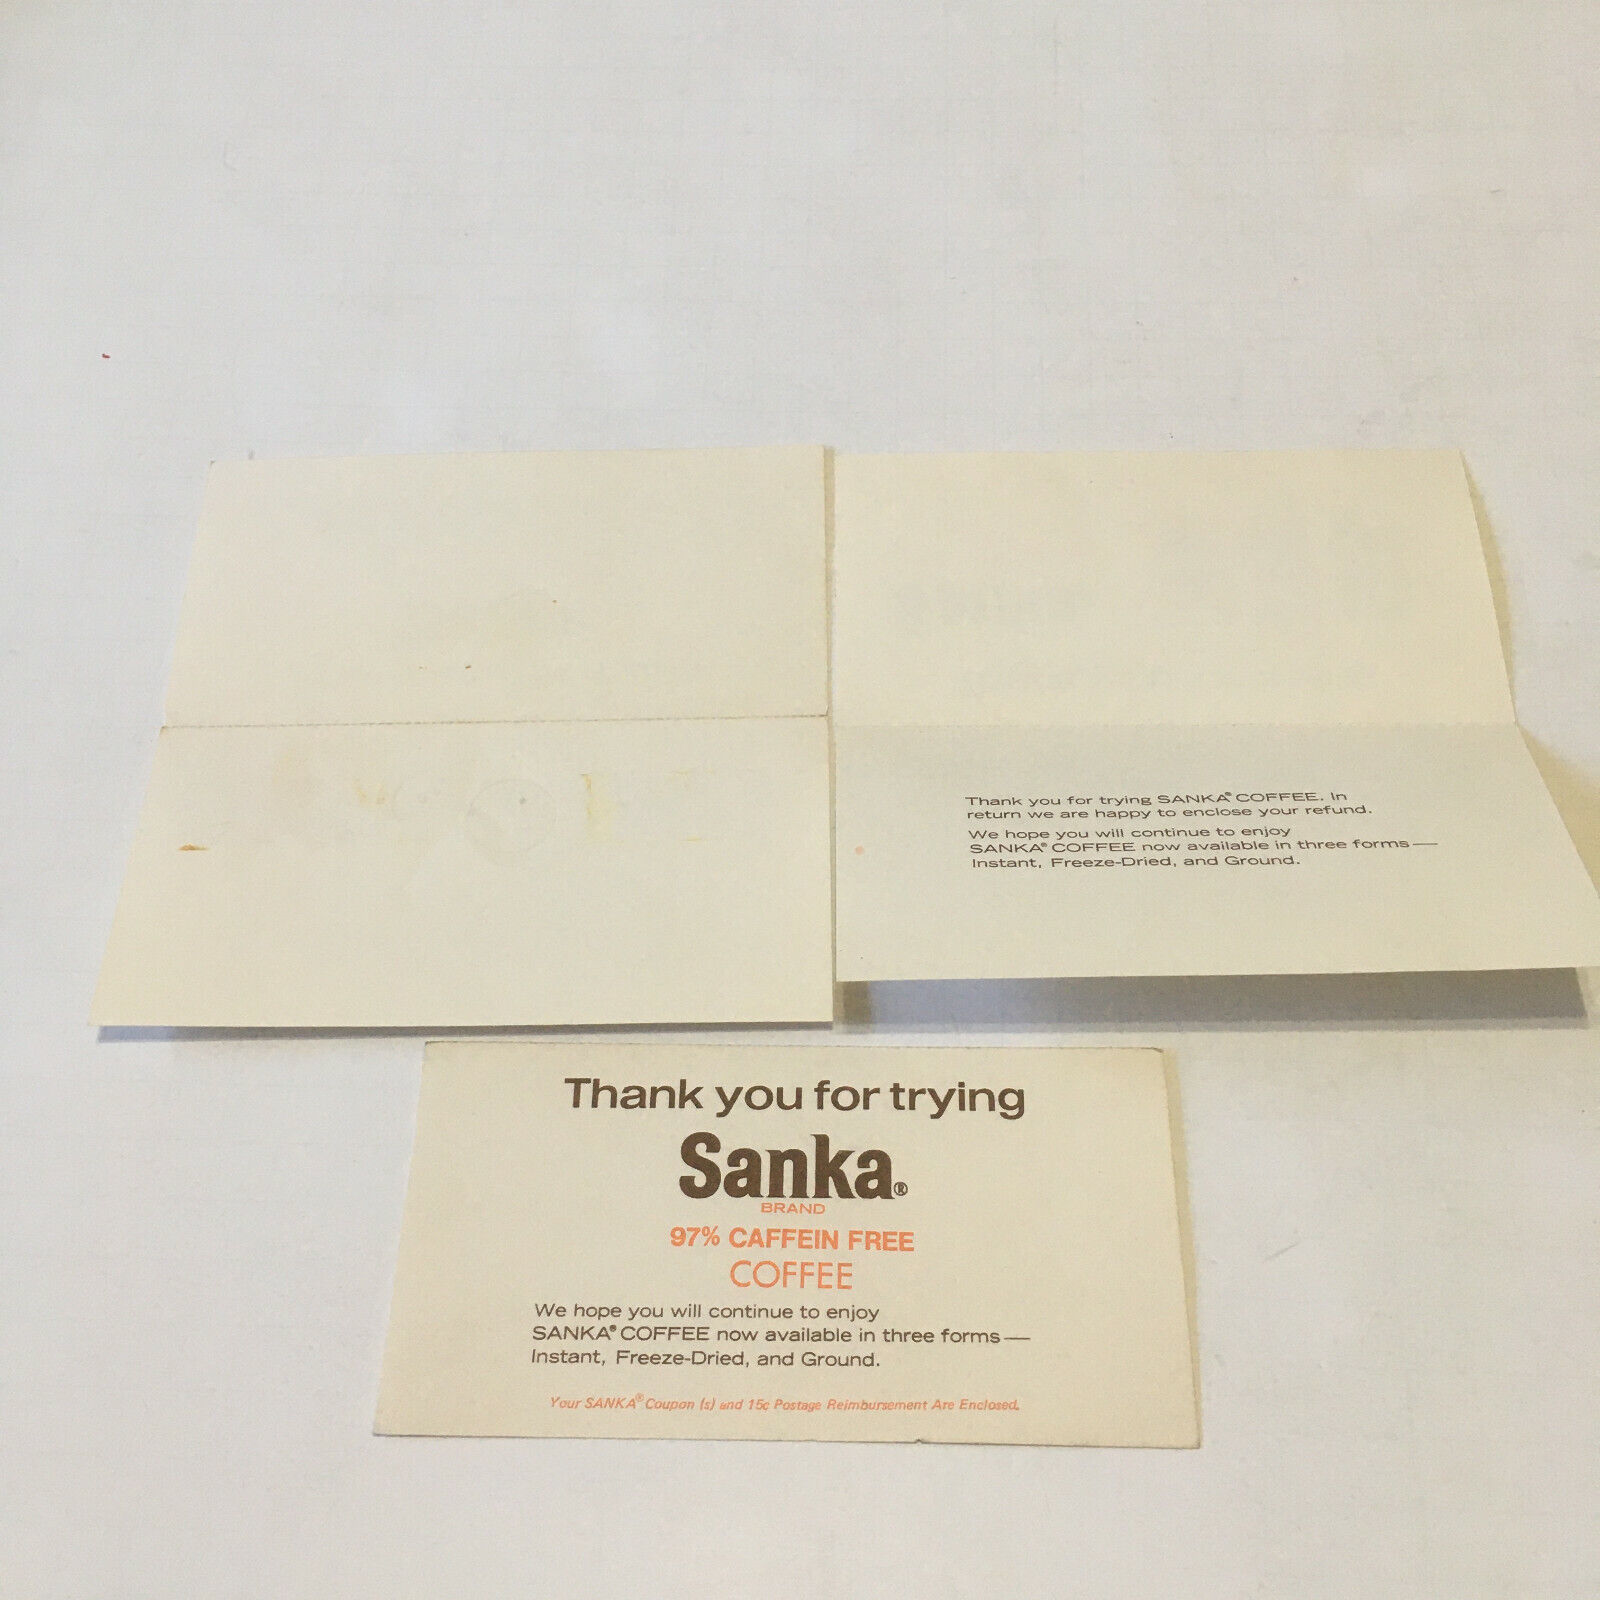 Thank you for trying SANKA® COFFEE. In
return we are happy to enclose your refund.
We hope you will continue to enjoy
SANKA® COFFEE now available in three forms—
Instant, Freeze-Dried, and Ground.
Thank you for trying
Sanka®
BRAND
97% CAFFEIN FREE
COFFEE
We hope you will continue to enjoy
SANKA® COFFEE now available in three forms—
Instant, Freeze-Dried, and Ground.
Your SANKA® Coupon (s) and 15c Postage Reimbursement Are Enclosed.